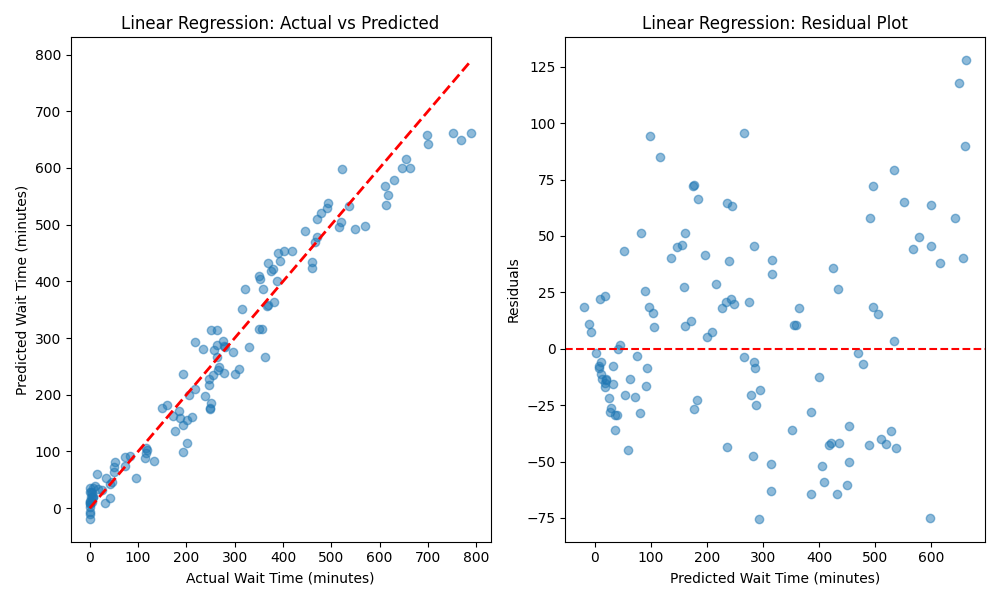 Linear Regression: Actual vs Predicted
Predicted Wait Time (minutes)
800
700
600
500
400
300
200
100
0
0 100 200 300 400 500 600 700 800
Actual Wait Time (minutes)
Linear Regression: Residual Plot
Residuals
125
100
75
50
25
0
−25
−50
−75
0 100 200 300 400 500 600
Predicted Wait Time (minutes)